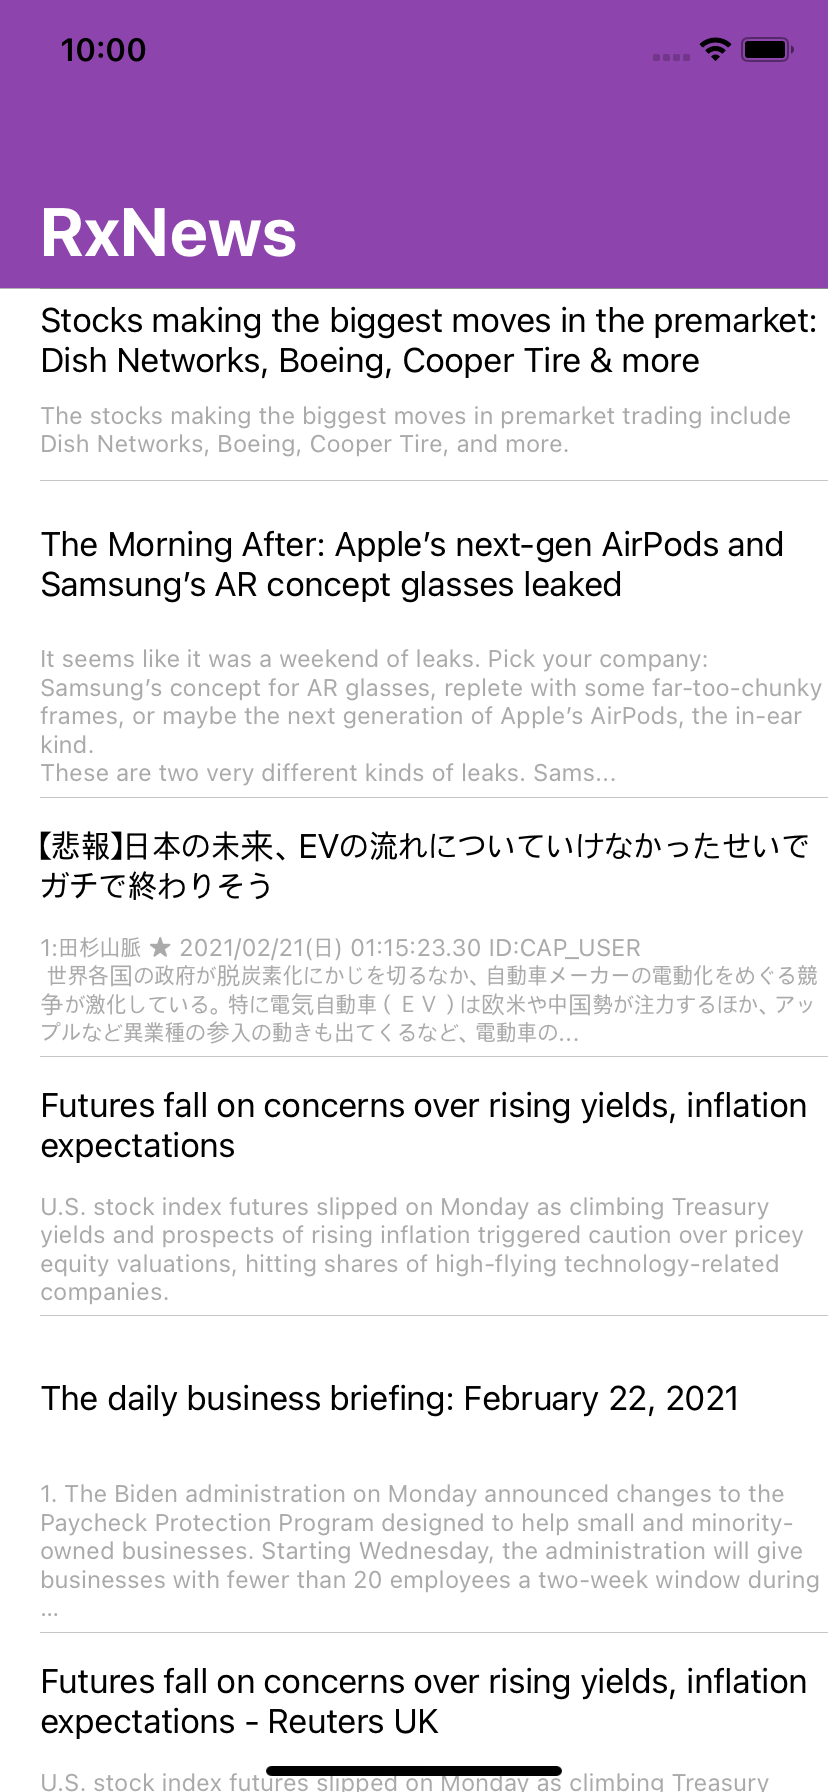 10:00
RxNews
Stocks making the biggest moves in the premarket:
Dish Networks, Boeing, Cooper Tire & more
The stocks making the biggest moves in premarket trading include
Dish Networks, Boeing, Cooper Tire, and more.
The Morning After: Apple’s next-gen AirPods and
Samsung’s AR concept glasses leaked
It seems like it was a weekend of leaks. Pick your company:
Samsung’s concept for AR glasses, replete with some far-too-chunky
frames, or maybe the next generation of Apple’s AirPods, the in-ear
kind.
These are two very different kinds of leaks. Sams...
【悲報】日本の未来、EVの流れについていけなかったせいで
ガチで終わりそう
1:田杉山脈 ★ 2021/02/21(日) 01:15:23.30 ID:CAP_USER
世界各国の政府が脱炭素化にかじを切るなか、自動車メーカーの電動化をめぐる競
争が激化している。特に電気自動車（ＥＶ）は欧米や中国勢が注力するほか、アッ
プルなど異業種の参入の動きも出てくるなど、電動車の...
Futures fall on concerns over rising yields, inflation
expectations
U.S. stock index futures slipped on Monday as climbing Treasury
yields and prospects of rising inflation triggered caution over pricey
equity valuations, hitting shares of high-flying technology-related
companies.
The daily business briefing: February 22, 2021
1. The Biden administration on Monday announced changes to the
Paycheck Protection Program designed to help small and minority-
owned businesses. Starting Wednesday, the administration will give
businesses with fewer than 20 employees a two-week window during
...
Futures fall on concerns over rising yields, inflation
expectations - Reuters UK
U.S. stock index futures slipped on Monday as climbing Treasury